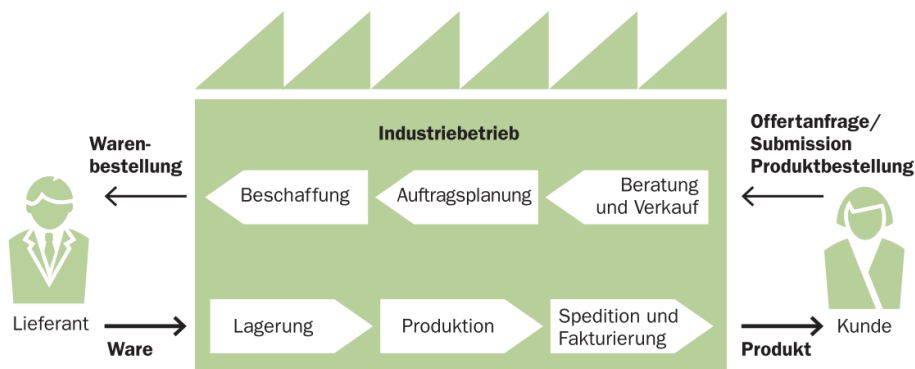 Industriebetrieb
Waren-
bestellung
Offertanfrage/
Submission
Produktbestellung
Beschaffung
Auftragsplanung
Beratung
und Verkauf
Lieferant
Ware
Lagerung
Produktion
Spedition und
Fakturierung
Produkt
Kunde